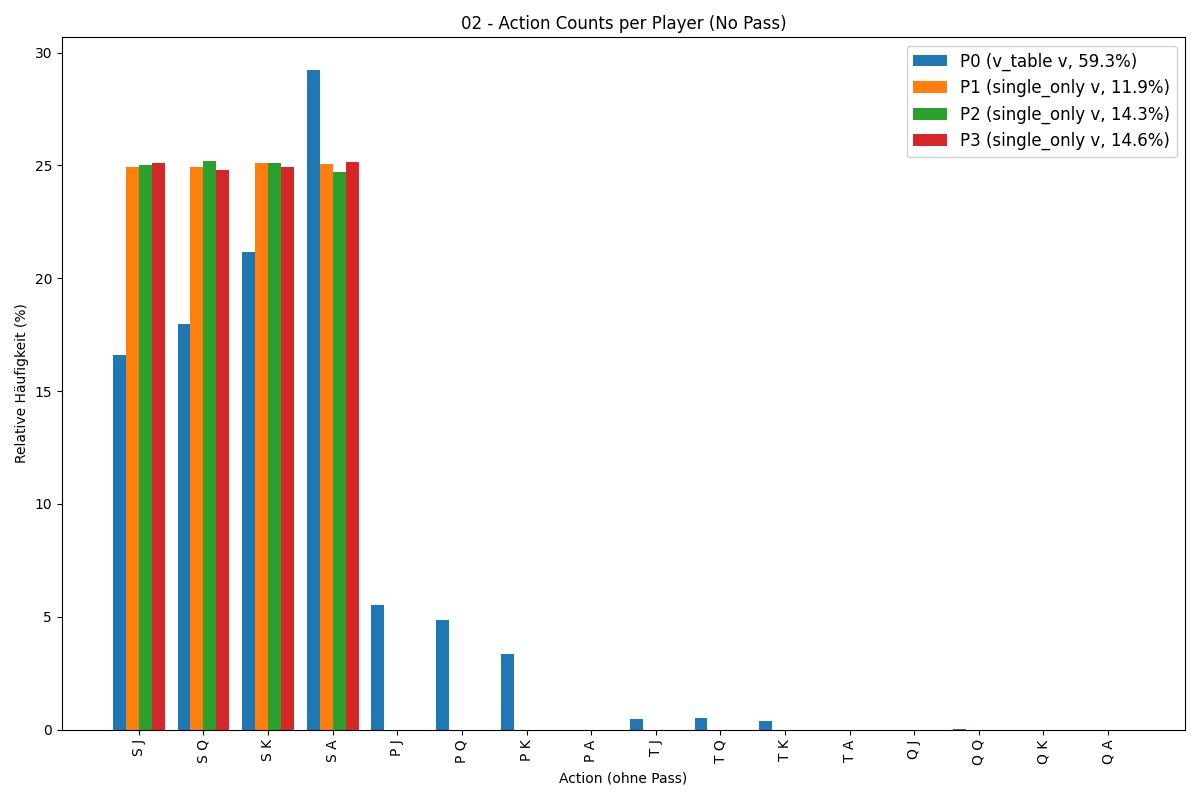 02 - Action Counts per Player (No Pass)
P0 (v_table v, 59.3%)
P1 (single_only v, 11.9%)
P2 (single_only v, 14.3%)
P3 (single_only v, 14.6%)
Relative Häufigkeit (%)
30
25
20
15
10
5
0
S J
S Q
S K
S A
P J
P Q
P K
P A
T J
T Q
T K
T A
Q J
Q Q
Q K
Q A
Action (ohne Pass)